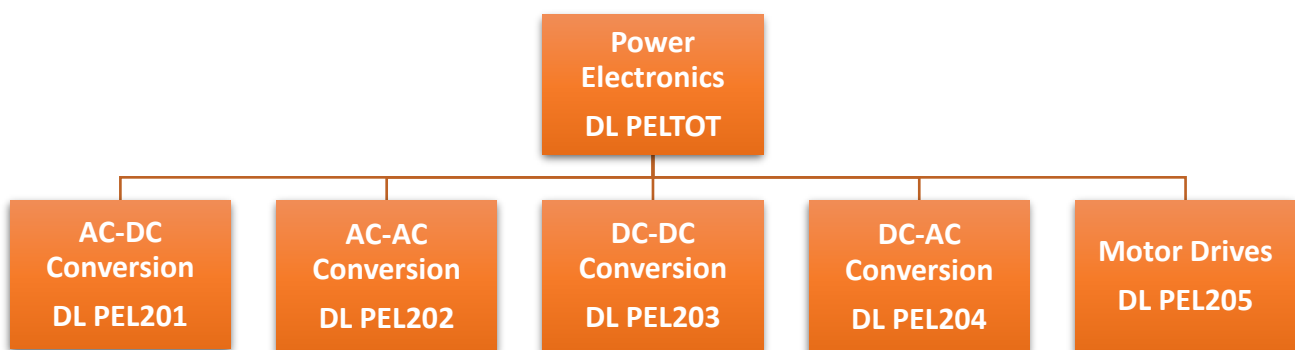 Power
Electronics
DL PELTOT
AC-DC
Conversion
DL PEL201
AC-AC
Conversion
DL PEL202
DC-DC
Conversion
DL PEL203
DC-AC
Conversion
DL PEL204
Motor Drives
DL PEL205